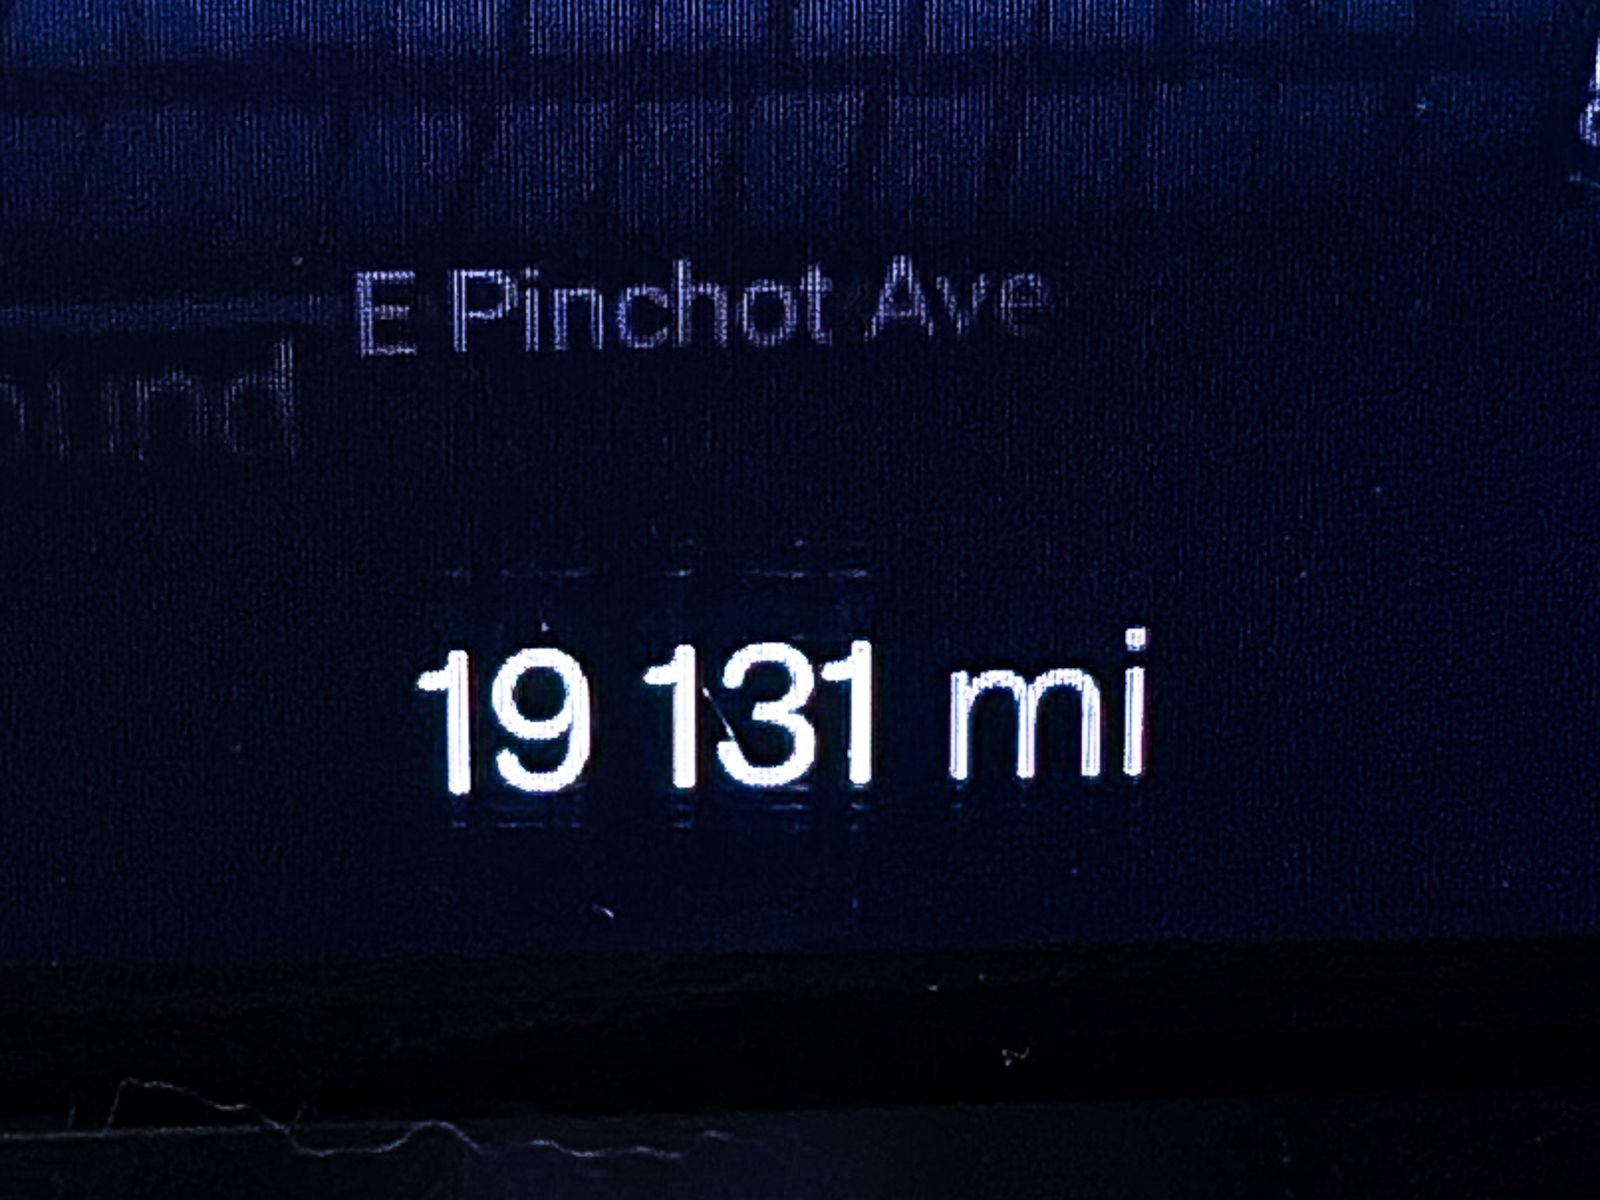 E Pinchot Ave
19 131 mi